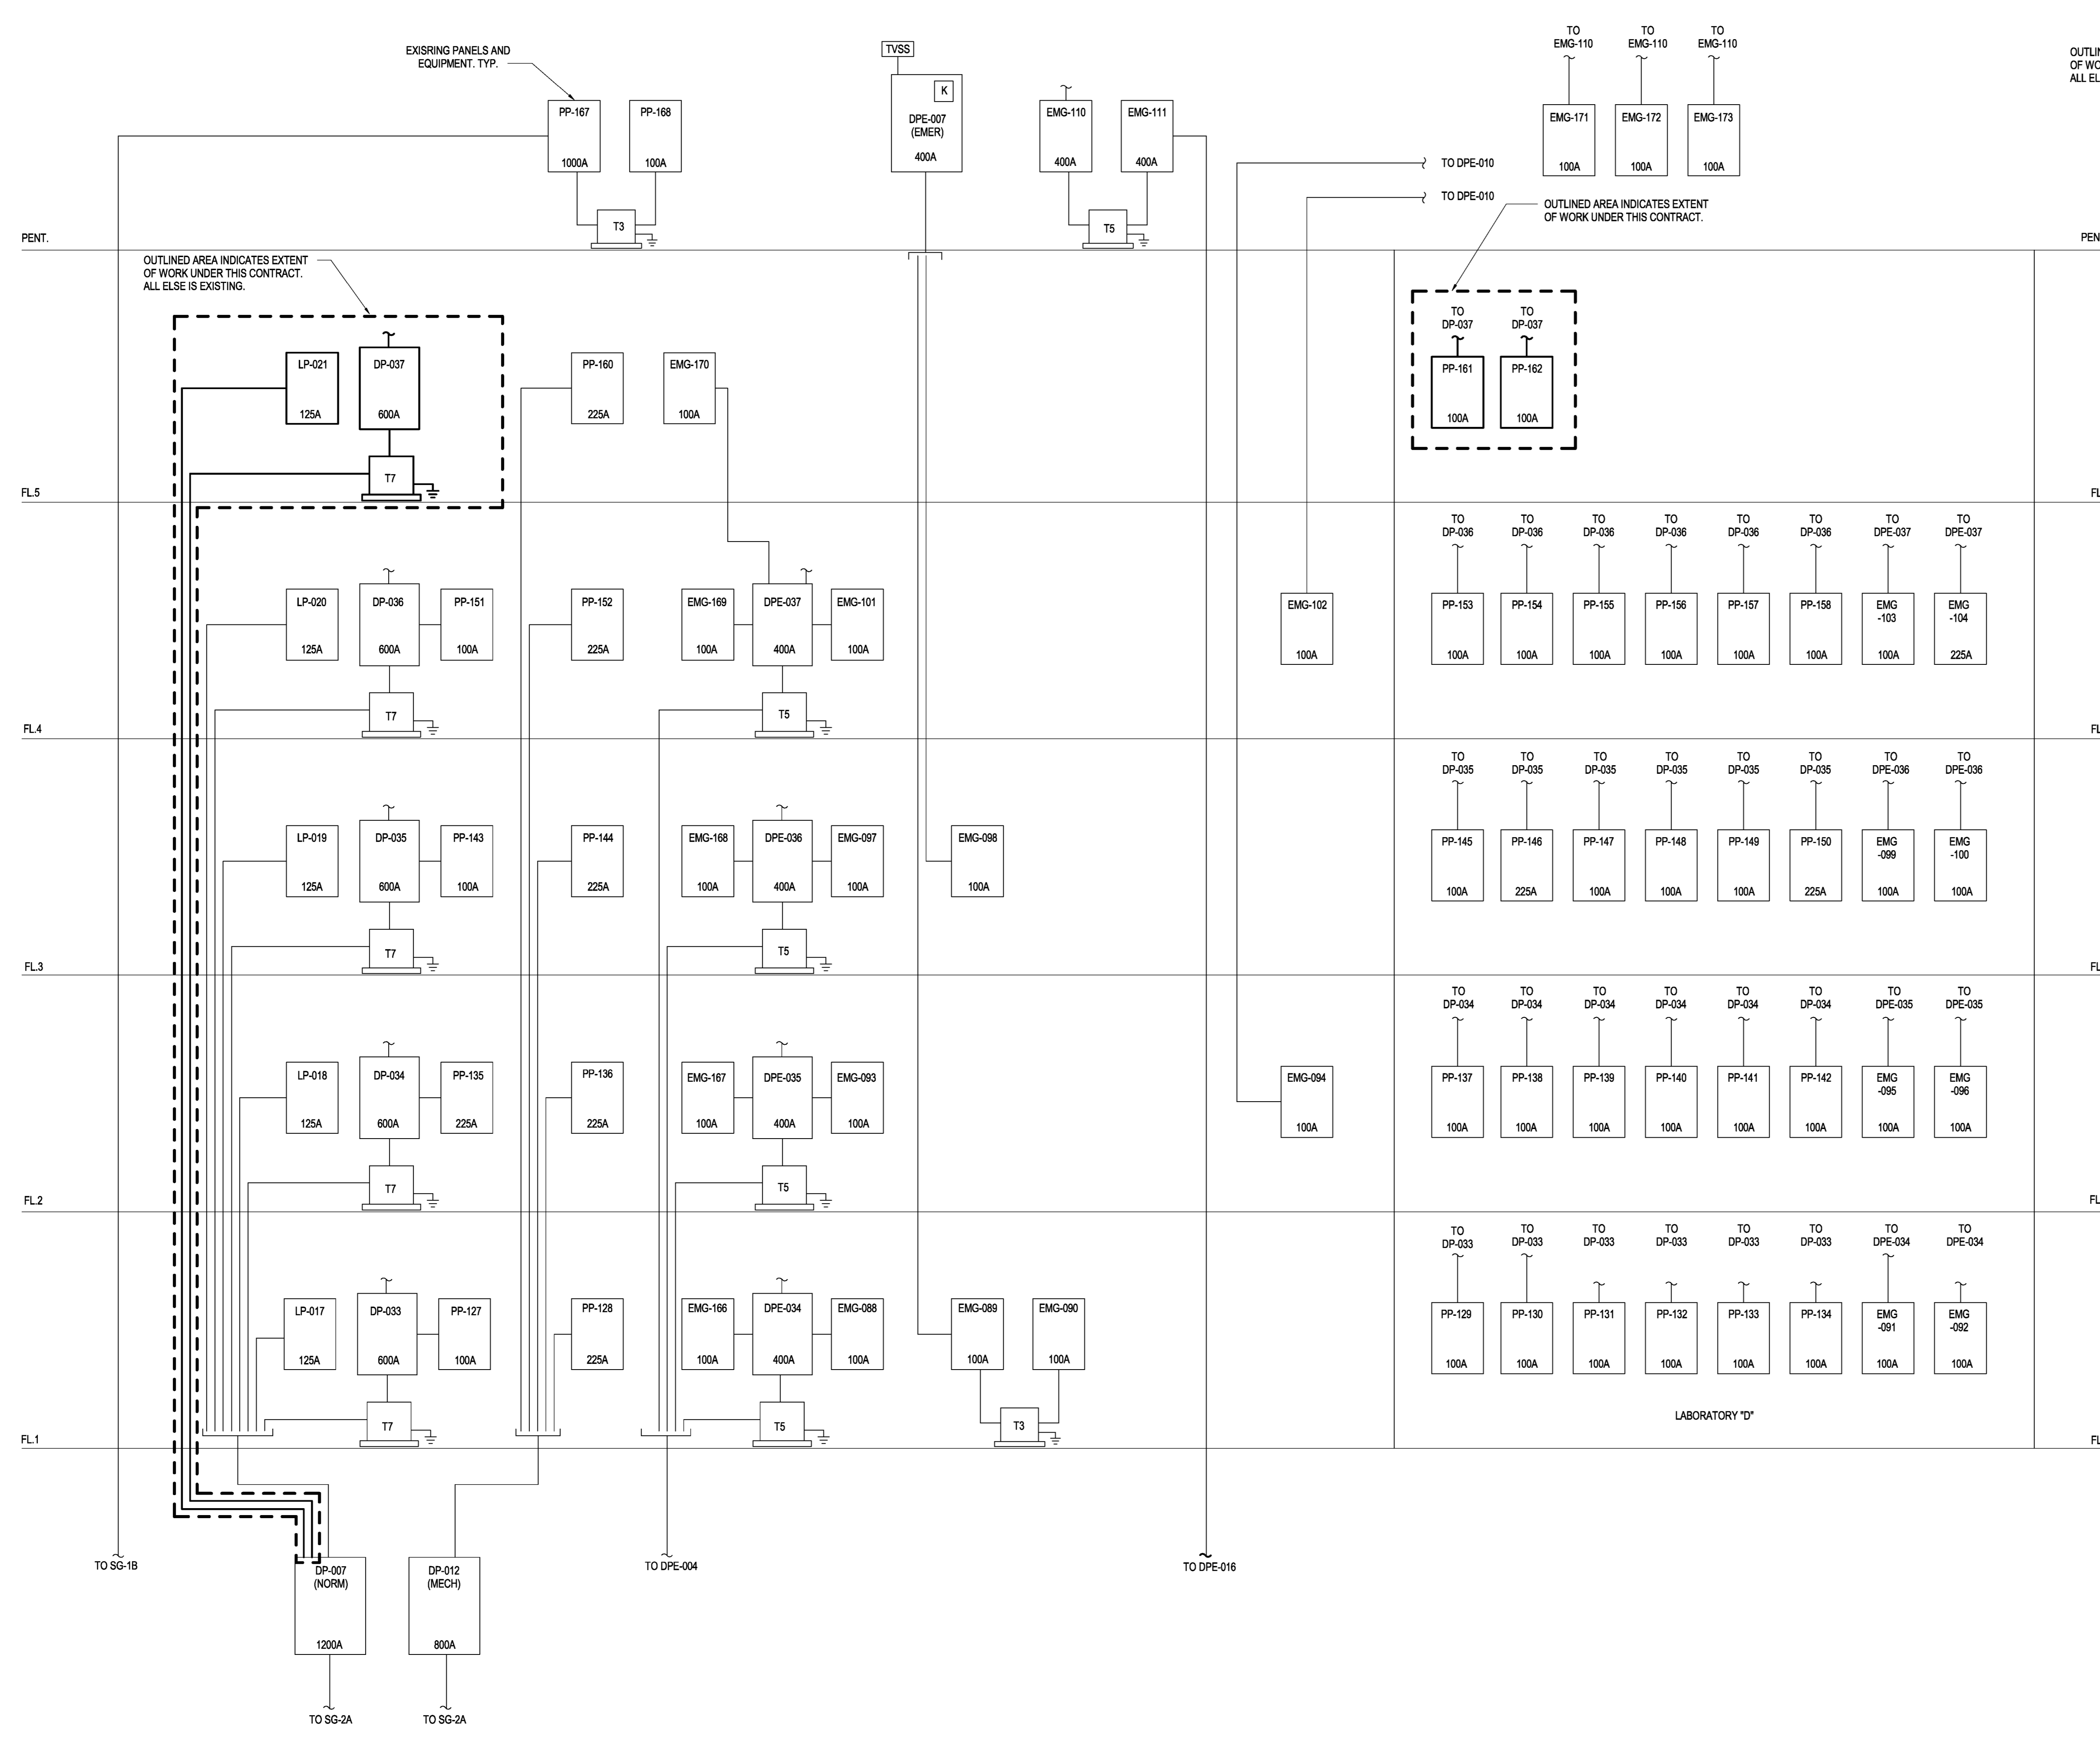 TO
EMG-110
TO
EMG-110
TO
EMG-110
EXISRING PANELS AND
EQUIPMENT. TYP.
TVSS
K
DPE-007
(EMER)
400A
PP-167
1000A
PP-168
100A
T3
EMG-110
400A
EMG-111
400A
T5
EMG-171
100A
EMG-172
100A
EMG-173
100A
OUTLI
OF WO
ALL EL
TO DPE-010
TO DPE-010
OUTLINED AREA INDICATES EXTENT
OF WORK UNDER THIS CONTRACT.
PENT.
PEN
OUTLINED AREA INDICATES EXTENT
OF WORK UNDER THIS CONTRACT.
ALL ELSE IS EXISTING.
LP-021
125A
DP-037
600A
T7
PP-160
225A
EMG-170
100A
TO
DP-037
PP-161
100A
TO
DP-037
PP-162
100A
FL.5
FL
LP-020
125A
DP-036
600A
PP-151
100A
T7
PP-152
225A
EMG-169
100A
DPE-037
400A
EMG-101
100A
T5
EMG-102
100A
TO
DP-036
PP-153
100A
TO
DP-036
PP-154
100A
TO
DP-036
PP-155
100A
TO
DP-036
PP-156
100A
TO
DP-036
PP-157
100A
TO
DP-036
PP-158
100A
TO
DPE-037
EMG
-103
100A
TO
DPE-037
EMG
-104
225A
FL.4
FL
LP-019
125A
DP-035
600A
PP-143
100A
T7
PP-144
225A
EMG-168
100A
DPE-036
400A
EMG-097
100A
T5
EMG-098
100A
TO
DP-035
PP-145
100A
TO
DP-035
PP-146
225A
TO
DP-035
PP-147
100A
TO
DP-035
PP-148
100A
TO
DP-035
PP-149
100A
TO
DP-035
PP-150
225A
TO
DPE-036
EMG
-099
100A
TO
DPE-036
EMG
-100
100A
FL.3
FL
LP-018
125A
DP-034
600A
PP-135
225A
T7
PP-136
225A
EMG-167
100A
DPE-035
400A
EMG-093
100A
T5
EMG-094
100A
TO
DP-034
PP-137
100A
TO
DP-034
PP-138
100A
TO
DP-034
PP-139
100A
TO
DP-034
PP-140
100A
TO
DP-034
PP-141
100A
TO
DP-034
PP-142
100A
TO
DPE-035
EMG
-095
100A
TO
DPE-035
EMG
-096
100A
FL.2
FL
LP-017
125A
DP-033
600A
PP-127
100A
T7
PP-128
225A
EMG-166
100A
DPE-034
400A
EMG-088
100A
T5
EMG-089
100A
EMG-090
100A
T3
TO
DP-033
PP-129
100A
TO
DP-033
PP-130
100A
TO
DP-033
PP-131
100A
TO
DP-033
PP-132
100A
TO
DP-033
PP-133
100A
TO
DP-033
PP-134
100A
TO
DPE-034
EMG
-091
100A
TO
DPE-034
EMG
-092
100A
LABORATORY "D"
FL.1
FL
TO SG-1B
DP-007
(NORM)
1200A
TO SG-2A
DP-012
(MECH)
800A
TO SG-2A
TO DPE-004
TO DPE-016